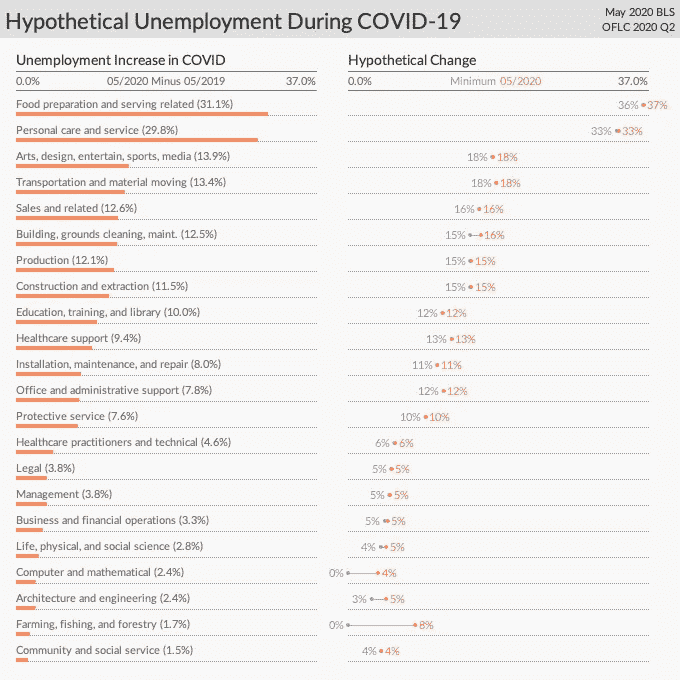 Hypothetical Unemployment During COVID-19
May 2020 BLS
OFLC 2020 Q2
Unemployment Increase in COVID
Hypothetical Change
0.0% 05/2020 Minus 05/2019 37.0%
0.0% Minimum 05/2020 37.0%
Food preparation and serving related (31.1%) 36% 37%
Personal care and service (29.8%) 33% 33%
Arts, design, entertain, sports, media (13.9%) 18% 18%
Transportation and material moving (13.4%) 18% 18%
Sales and related (12.6%) 16% 16%
Building, grounds cleaning, maint. (12.5%) 15% 16%
Production (12.1%) 15% 15%
Construction and extraction (11.5%) 15% 15%
Education, training, and library (10.0%) 12% 12%
Healthcare support (9.4%) 13% 13%
Installation, maintenance, and repair (8.0%) 11% 11%
Office and administrative support (7.8%) 12% 12%
Protective service (7.6%) 10% 10%
Healthcare practitioners and technical (4.6%) 6% 6%
Legal (3.8%) 5% 5%
Management (3.8%) 5% 5%
Business and financial operations (3.3%) 5% 5%
Life, physical, and social science (2.8%) 4% 5%
Computer and mathematical (2.4%) 0% 4%
Architecture and engineering (2.4%) 3% 5%
Farming, fishing, and forestry (1.7%) 0% 8%
Community and social service (1.5%) 4% 4%